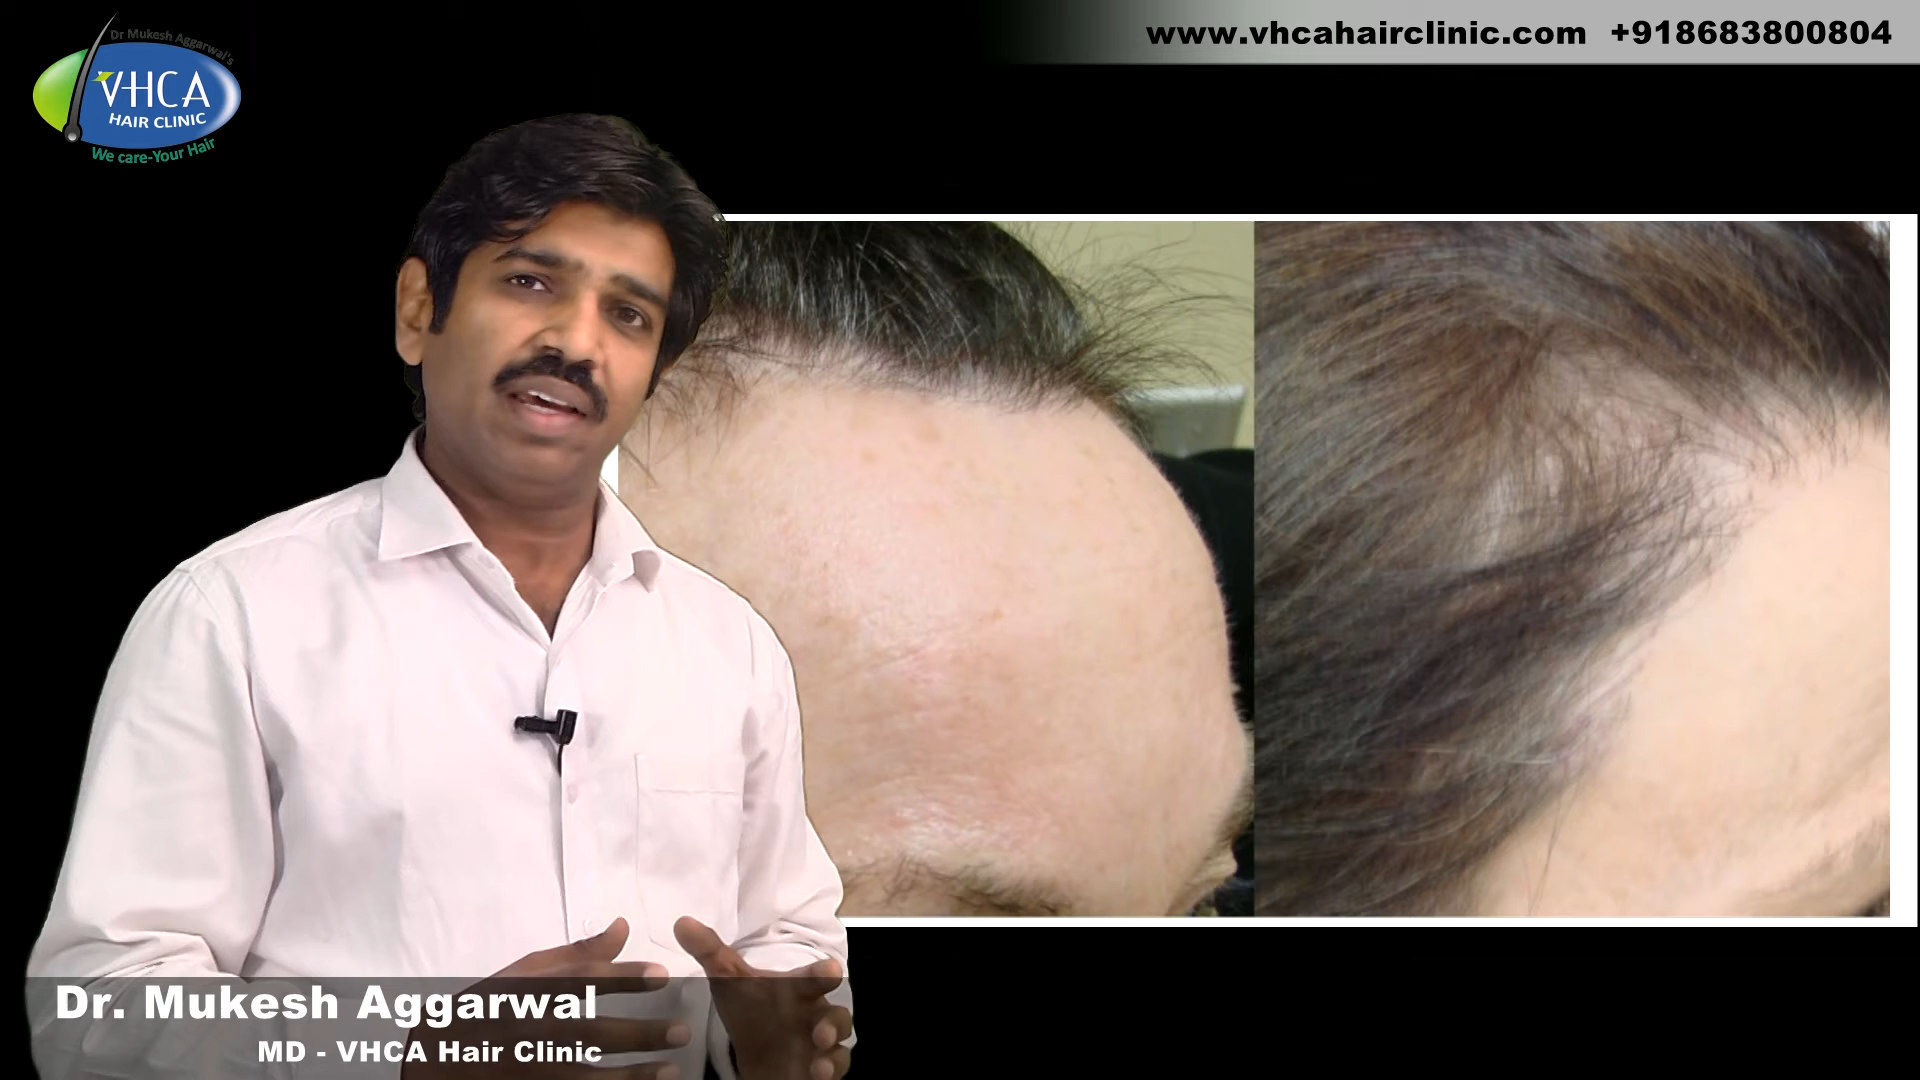 Dr Mukesh Aggarwal's
VHCA
HAIR CLINIC
We care-Your Hair
www.vhcahairclinic.com +918683800804
Dr. Mukesh Aggarwal
MD - VHCA Hair Clinic